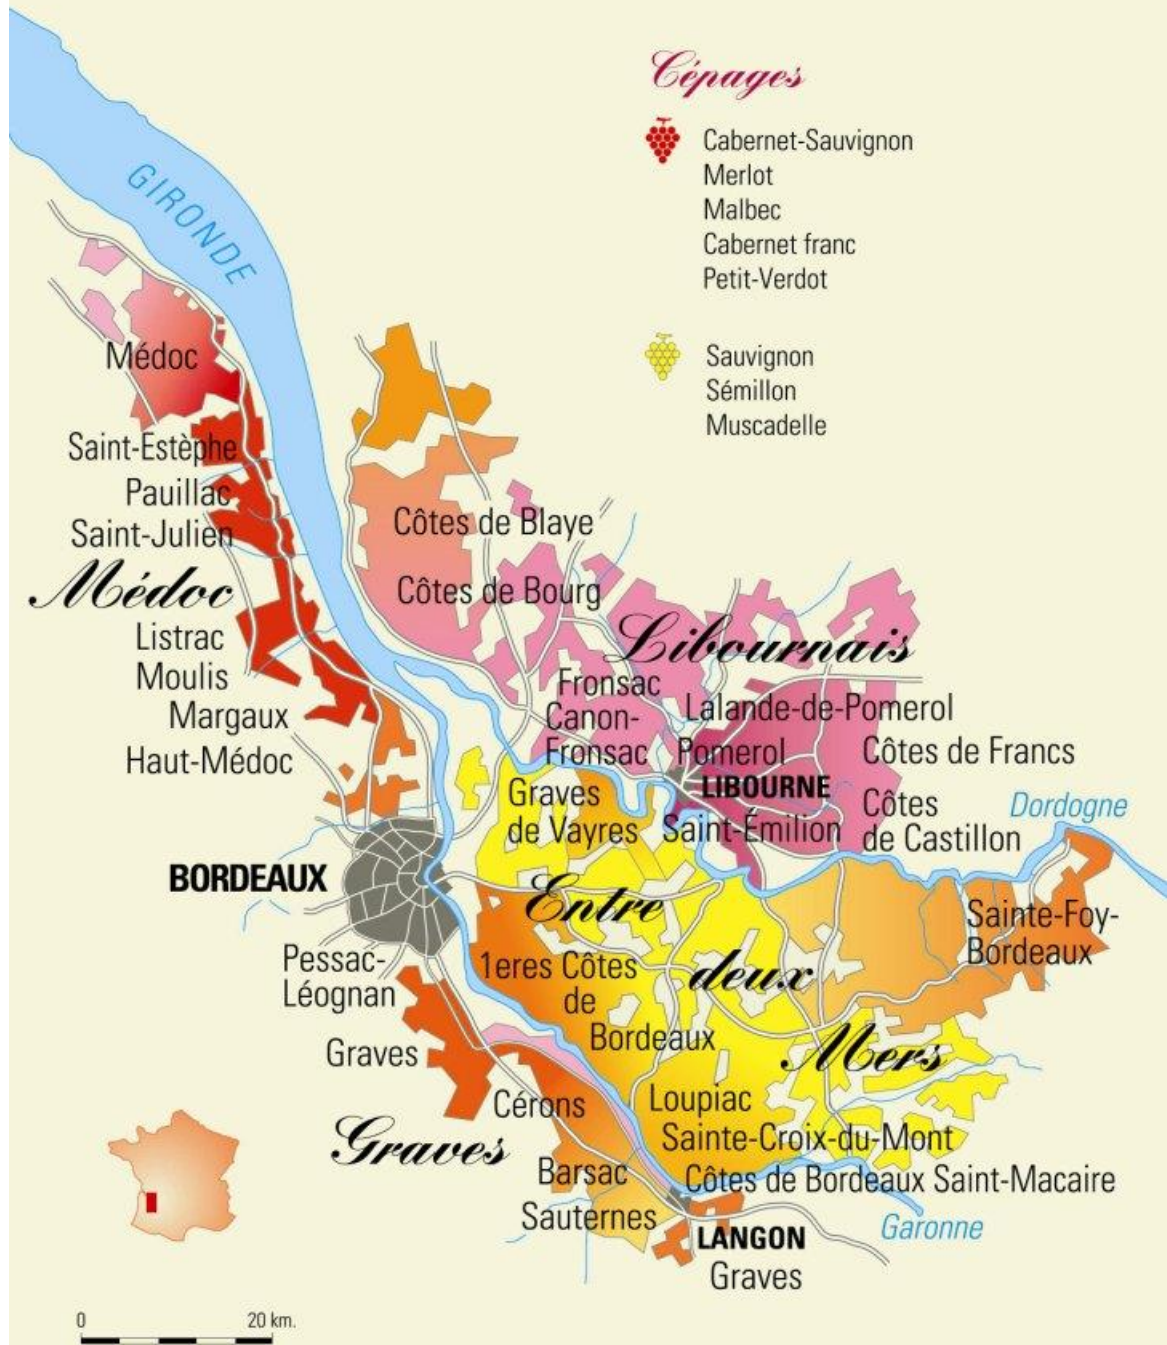 Cépages
Cabernet-Sauvignon
Merlot
Malbec
Cabernet franc
Petit-Verdot
Sauvignon
Sémillon
Muscadelle
GIRONDE
Médoc
Saint-Estèphe
Pauillac
Saint-Julien
Médoc
Listrac
Moulis
Margaux
Haut-Médoc
Côtes de Blaye
Côtes de Bourg
Libournais
Fronsac
Canon-
Fronsac
Lalande-de-Pomerol
Pomerol
Côtes de Francs
LIBOURNE
Saint-Émilion
Côtes
de Castillon
Dordogne
Graves
de Vayres
BORDEAUX
Entre
deux
Mers
Sainte-Foy-
Bordeaux
Pessac-
Léognan
1eres Côtes
de
Bordeaux
Graves
Cérons
Loupiac
Sainte-Croix-du-Mont
Graves
Barsac
Côtes de Bordeaux Saint-Macaire
Sauternes
Garonne
LANGON
Graves
0 20 km.